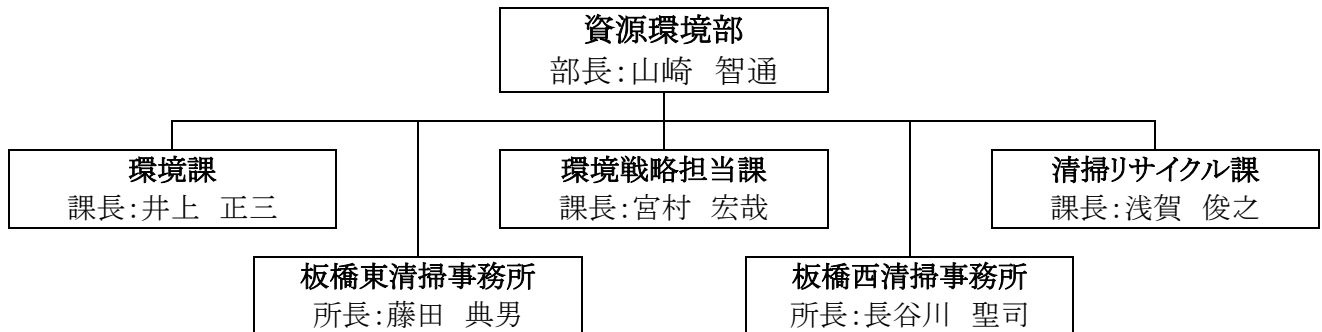 資源環境部
部長:山崎 智通
環境課
課長:井上 正三
環境戦略担当課
課長:宮村 宏哉
清掃リサイクル課
課長:浅賀 俊之
板橋東清掃事務所
所長:藤田 典男
板橋西清掃事務所
所長:長谷川 聖司